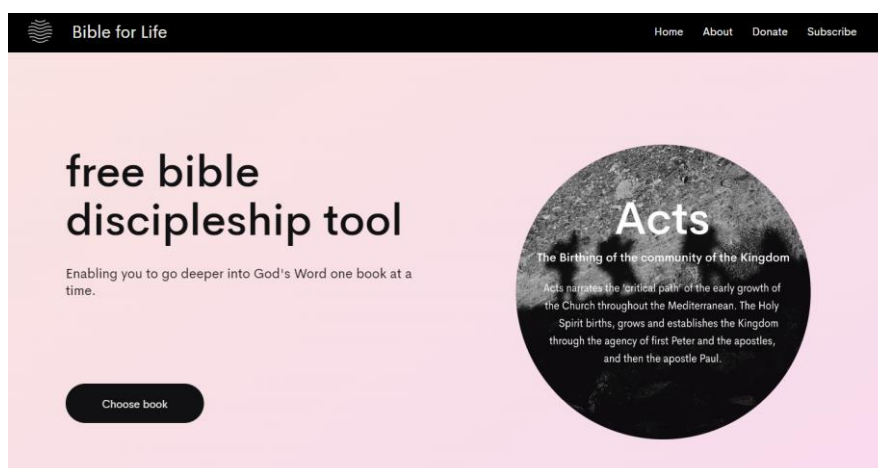 Bible for Life
Home About Donate Subscribe
free bible
discipleship tool
Enabling you to go deeper into God's Word one book at a
time.
Choose book
Acts
The Birthing of the community of the Kingdom
Acts narrates the 'critical path' of the early growth of
the Church throughout the Mediterranean. The Holy
Spirit births, grows and establishes the Kingdom
through the agency of first Peter and the apostles,
and then the apostle Paul.